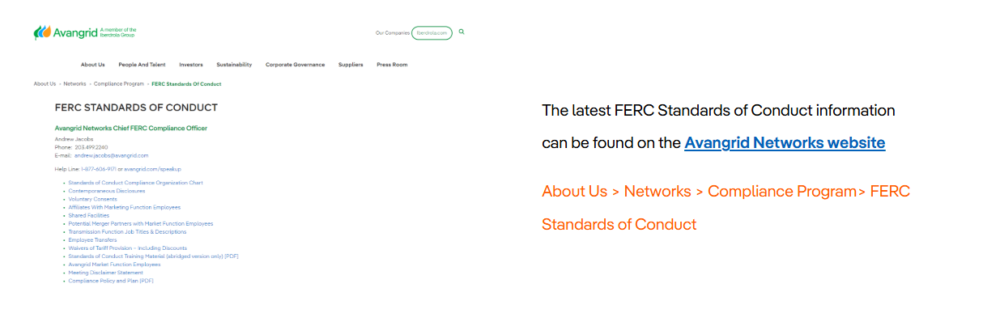 Avangrid
A member of the
Iberdrola Group
Our Companies
Iberdrola.com
About Us
People And Talent
Investors
Sustainability
Corporate Governance
Suppliers
Press Room
About Us > Networks > Compliance Program > FERC Standards Of Conduct
FERC STANDARDS OF CONDUCT
Avangrid Networks Chief FERC Compliance Officer
Andrew Jacobs
Phone: 203.499.2240
E-mail: andrew.jacobs@avangrid.com
Help Line: 1-877-606-9171 or avangrid.com/speakup
• Standards of Conduct Compliance Organization Chart
• Contemporaneous Disclosures
• Voluntary Consents
• Affiliates With Marketing Function Employees
• Shared Facilities
• Potential Merger Partners with Market Function Employees
• Transmission Function Job Titles & Descriptions
• Employee Transfers
• Waivers of Tariff Provision – Including Discounts
• Standards of Conduct Training Material (abridged version only) [PDF]
• Avangrid Market Function Employees
• Meeting Disclaimer Statement
• Compliance Policy and Plan [PDF]
The latest FERC Standards of Conduct information
can be found on the Avangrid Networks website
About Us > Networks > Compliance Program> FERC
Standards of Conduct